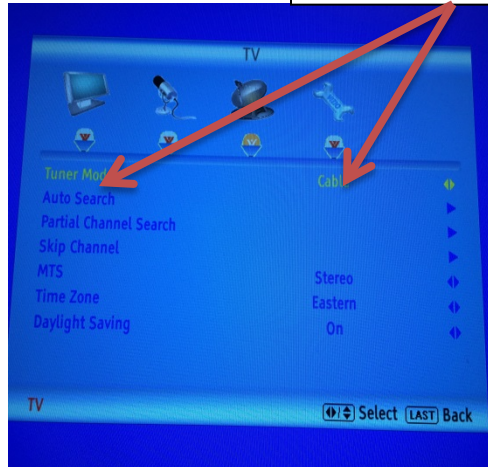 TV
Tuner Mod Cabl
Auto Search
Partial Channel Search
Skip Channel
MTS Stereo
Time Zone Eastern
Daylight Saving On
TV Select LAST Back